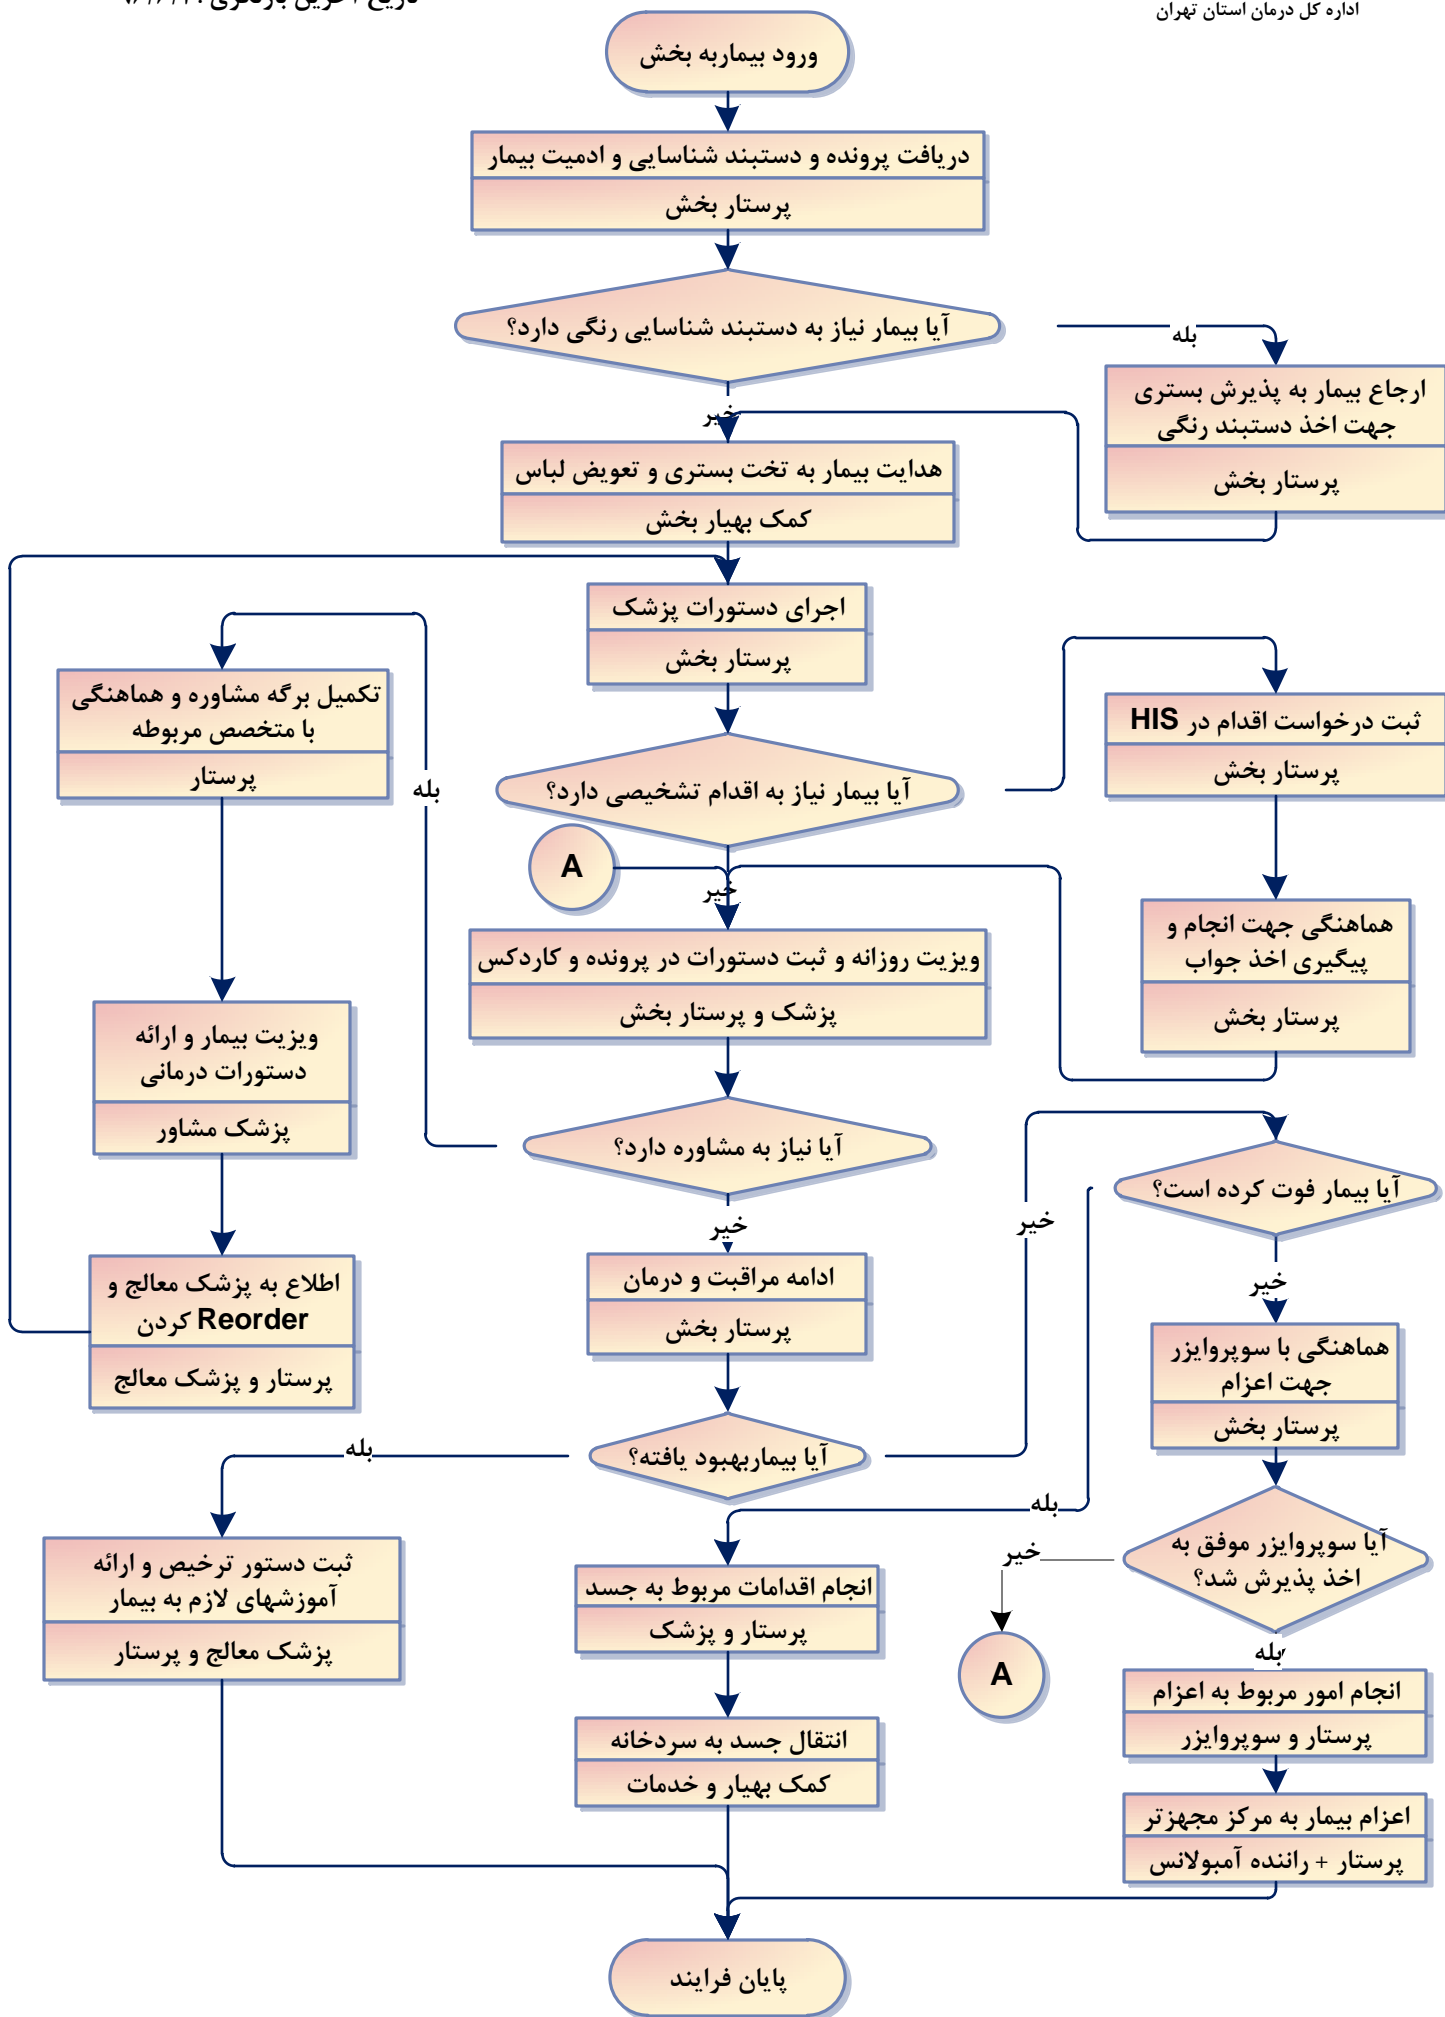 اداره کل درمان استان تهران
ورود بیماربه بخش
دریافت پرونده و دستبند شناسایی و ادمیت بیمار
پرستار بخش
آیا بیمار نیاز به دستبند شناسایی رنگی دارد؟
بله
ارجاع بیمار به پذیرش بستری
جهت اخذ دستبند رنگی
پرستار بخش
خیر
هدایت بیمار به تخت بستری و تعویض لباس
کمک بهیار بخش
اجرای دستورات پزشک
پرستار بخش
آیا بیمار نیاز به اقدام تشخیصی دارد؟
ثبت درخواست اقدام در HIS
پرستار بخش
هماهنگی جهت انجام و
پیگیری اخذ جواب
پرستار بخش
A
خیر
ویزیت روزانه و ثبت دستورات در پرونده و کاردکس
پزشک و پرستار بخش
آیا نیاز به مشاوره دارد؟
بله
تکمیل برگه مشاوره و هماهنگی
با متخصص مربوطه
پرستار
ویزیت بیمار و ارائه
دستورات درمانی
پزشک مشاور
اطلاع به پزشک معالج و
Reorder کردن
پرستار و پزشک معالج
خیر
ادامه مراقبت و درمان
پرستار بخش
آیا بیماربهبود یافته؟
بله
ثبت دستور ترخیص و ارائه
آموزشهای لازم به بیمار
پزشک معالج و پرستار
خیر
آیا بیمار فوت کرده است؟
بله
انجام اقدامات مربوط به جسد
پرستار و پزشک
انتقال جسد به سردخانه
کمک بهیار و خدمات
خیر
هماهنگی با سوپروایزر
جهت اعزام
پرستار بخش
آیا سوپروایزر موفق به
اخذ پذیرش شد؟
خیر
A
بله
انجام امور مربوط به اعزام
پرستار و سوپروایزر
اعزام بیمار به مرکز مجهزتر
پرستار + راننده آمبولانس
پایان فرایند